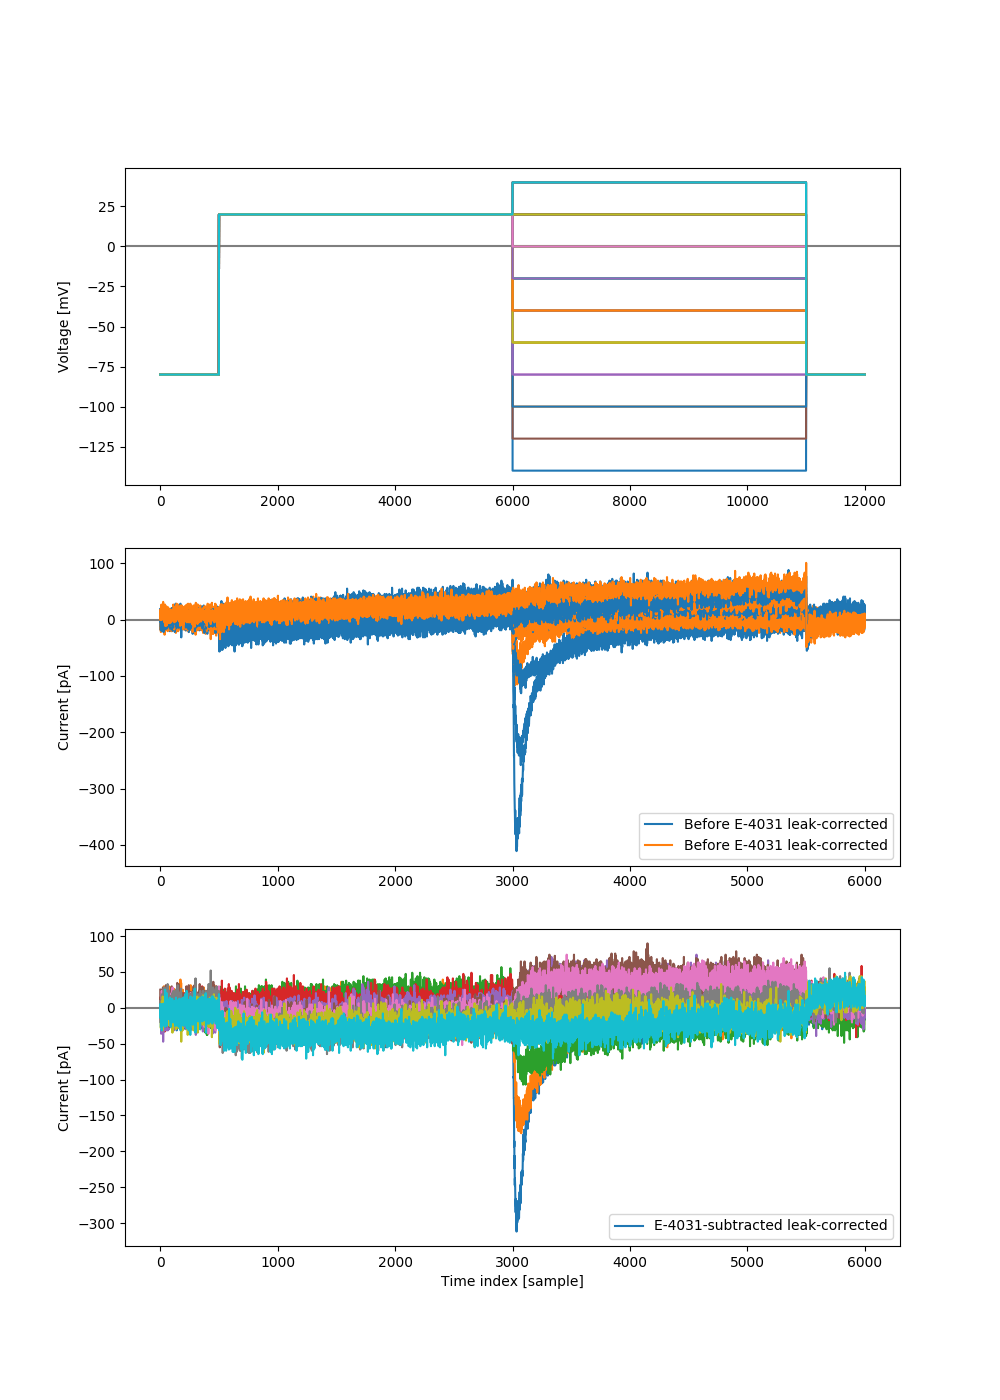 25
0
−25
−50
−75
−100
−125
Voltage [mV]
0 2000 4000 6000 8000 10000 12000
100
0
−100
−200
−300
−400
Current [pA]
Before E-4031 leak-corrected
Before E-4031 leak-corrected
0 1000 2000 3000 4000 5000 6000
100
50
0
−50
−100
−150
−200
−250
−300
Current [pA]
E-4031-subtracted leak-corrected
0 1000 2000 3000 4000 5000 6000
Time index [sample]